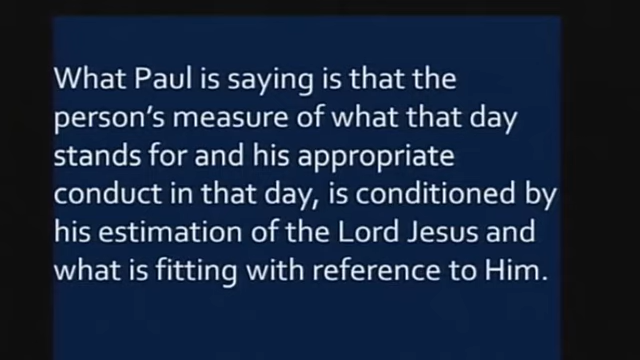 What Paul is saying is that the
person's measure of what that day
stands for and his appropriate
conduct in that day, is conditioned by
his estimation of the Lord Jesus and
what is fitting with reference to Him.